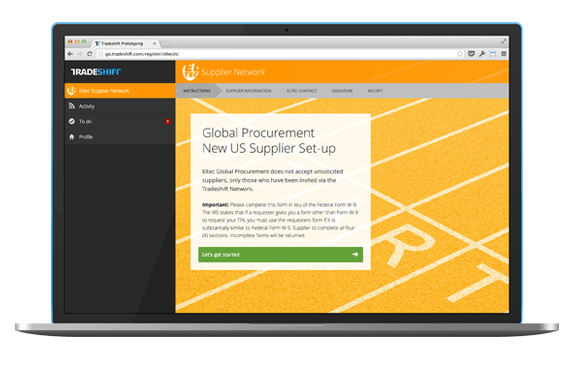 Tradeshift Prototyping
go.tradeshift.com/register/eltecinc
TRADESHIFT
Supplier Network
Eltec Supplier Network
INSTRUCTIONS
SUPPLIER INFORMATION
ELTEC CONTACT
SIGNATURE
RECEIPT
Activity
To do
Profile
Global Procurement
New US Supplier Set-up
Eltec Global Procurement does not accept unsolicited
suppliers, only those who have been invited via the
Tradeshift Network.
Important: Please complete this form in lieu of the Federal Form W-9.
The IRS states that if a requester gives you a form other than Form W-9
to request your TIN, you must use the requesters form if it is
substantially similar to Federal Form W-9. Supplier to complete all four
(4) sections. Incomplete forms will be returned.
Let's get started
R
T